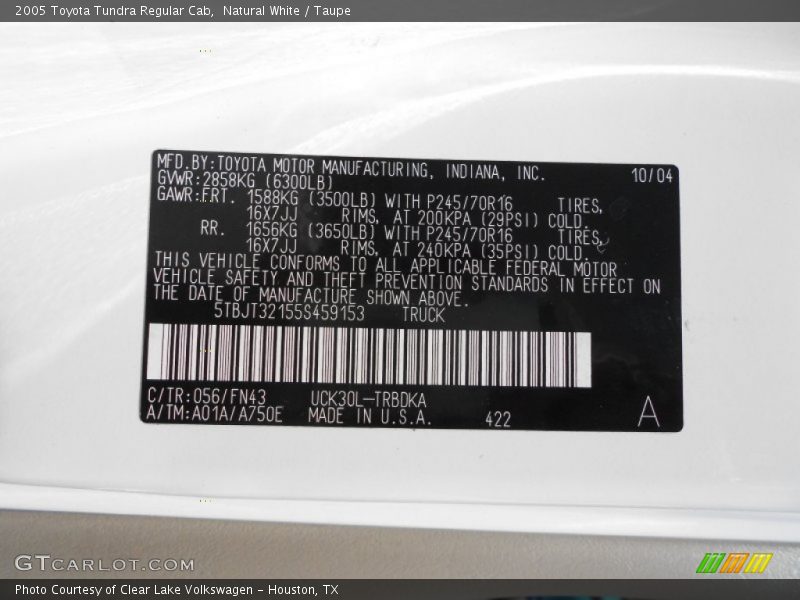 2005 Toyota Tundra Regular Cab,  Natural White / Taupe
MFD.BY:TOYOTA MOTOR MANUFACTURING, INDIANA, INC. 10/04
GVWR:2858KG (6300LB)
GAWR:FRT. 1588KG (3500LB) WITH P245/70R16 TIRES,
16X7JJ RIMS, AT 200KPA (29PSI) COLD.
RR. 1656KG (3650LB) WITH P245/70R16 TIRES,
16X7JJ RIMS, AT 240KPA (35PSI) COLD.
THIS VEHICLE CONFORMS TO ALL APPLICABLE FEDERAL MOTOR
VEHICLE SAFETY AND THEFT PREVENTION STANDARDS IN EFFECT ON
THE DATE OF MANUFACTURE SHOWN ABOVE.
5TBJT32155S459153 TRUCK
C/TR:056/FN43 UCK30L-TRBDKA
A/TM:A01A/A750E MADE IN U.S.A. 422 A
GTCARLOT.COM
Photo Courtesy of Clear Lake Volkswagen - Houston, TX